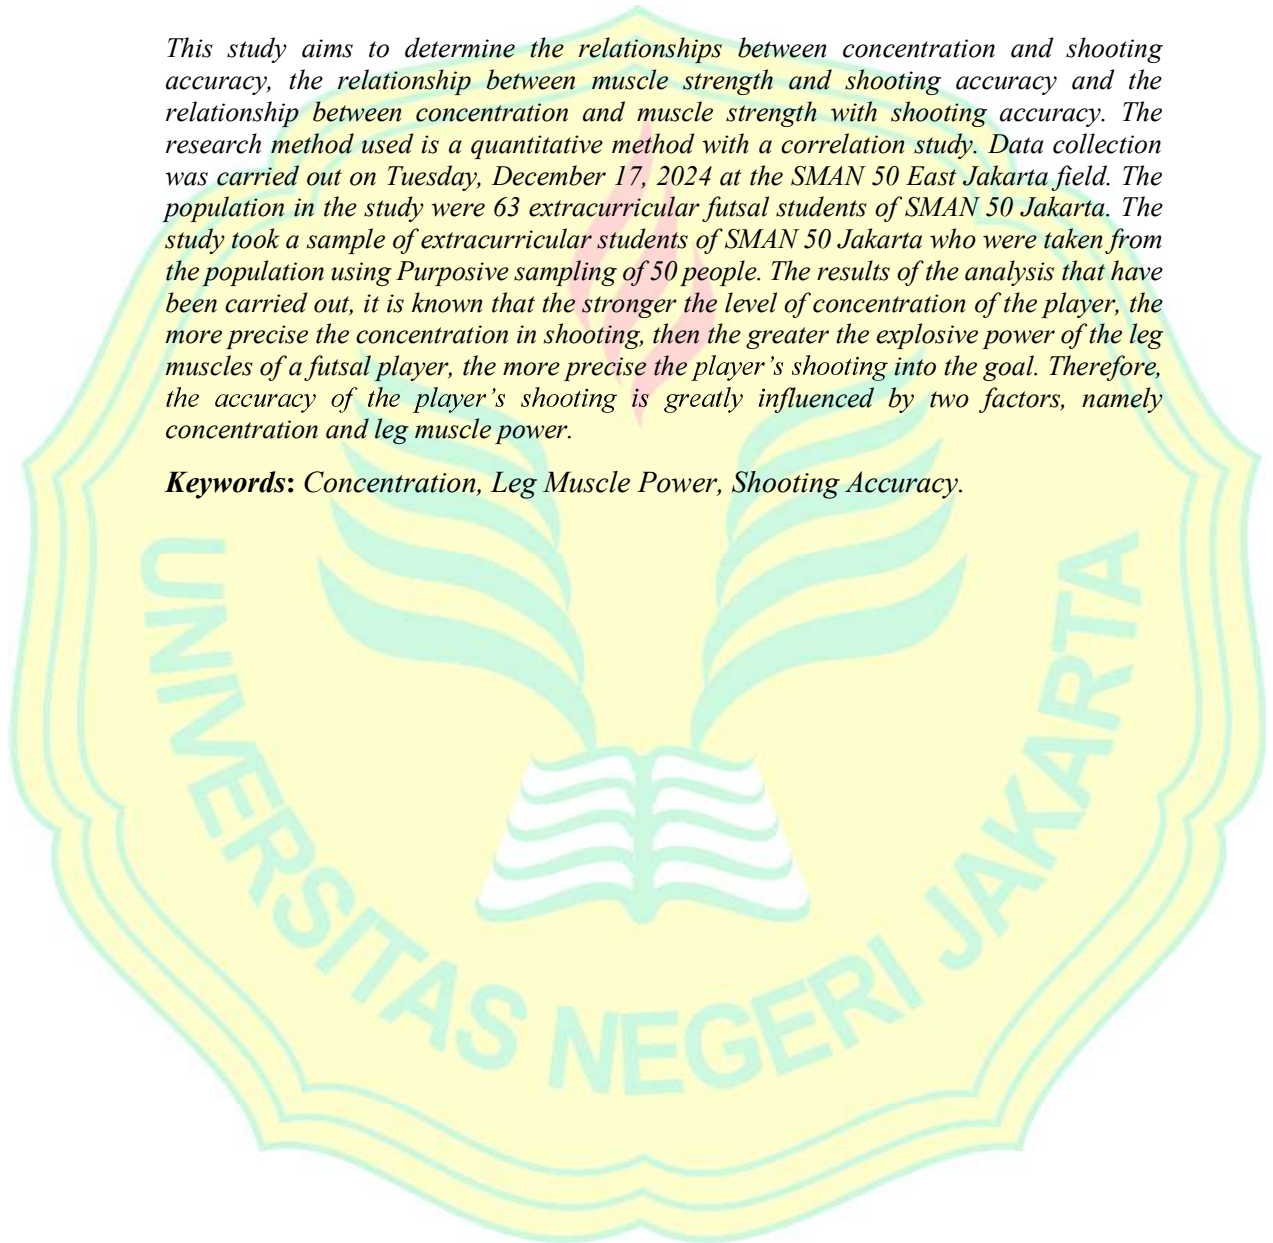 This study aims to determine the relationships between concentration and shooting
accuracy, the relationship between muscle strength and shooting accuracy and the
relationship between concentration and muscle strength with shooting accuracy. The
research method used is a quantitative method with a correlation study. Data collection
was carried out on Tuesday, December 17, 2024 at the SMAN 50 East Jakarta field. The
population in the study were 63 extracurricular futsal students of SMAN 50 Jakarta. The
study took a sample of extracurricular students of SMAN 50 Jakarta who were taken from
the population using Purposive sampling of 50 people. The results of the analysis that have
been carried out, it is known that the stronger the level of concentration of the player, the
more precise the concentration in shooting, then the greater the explosive power of the leg
muscles of a futsal player, the more precise the player’s shooting into the goal. Therefore,
the accuracy of the player’s shooting is greatly influenced by two factors, namely
concentration and leg muscle power.
Keywords: Concentration, Leg Muscle Power, Shooting Accuracy.
UNIVERSITAS NEGERI JAKARTA